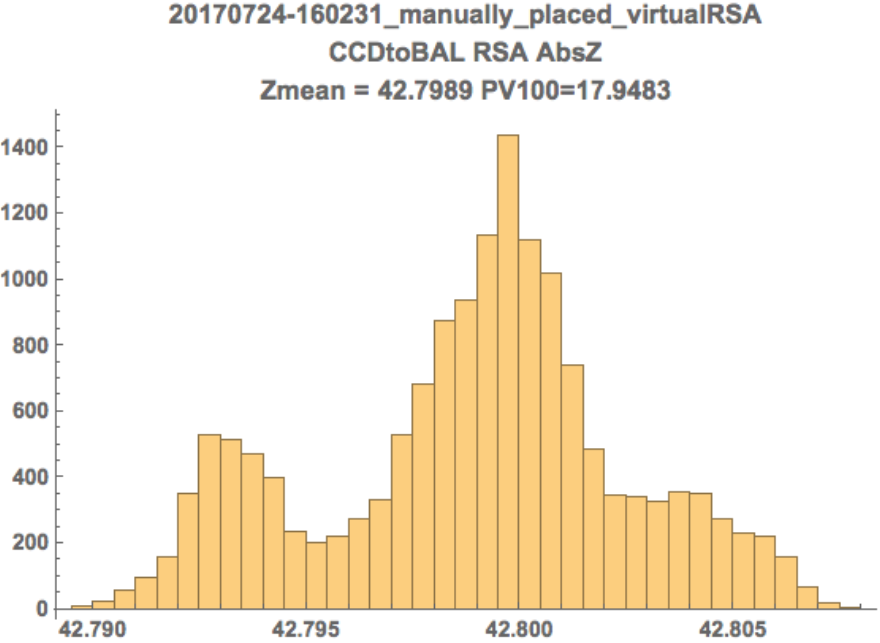 20170724-160231_manually_placed_virtualRSA
CCDtoBAL RSA AbsZ
Zmean = 42.7989 PV100=17.9483
1400
1200
1000
800
600
400
200
0
42.790 42.795 42.800 42.805